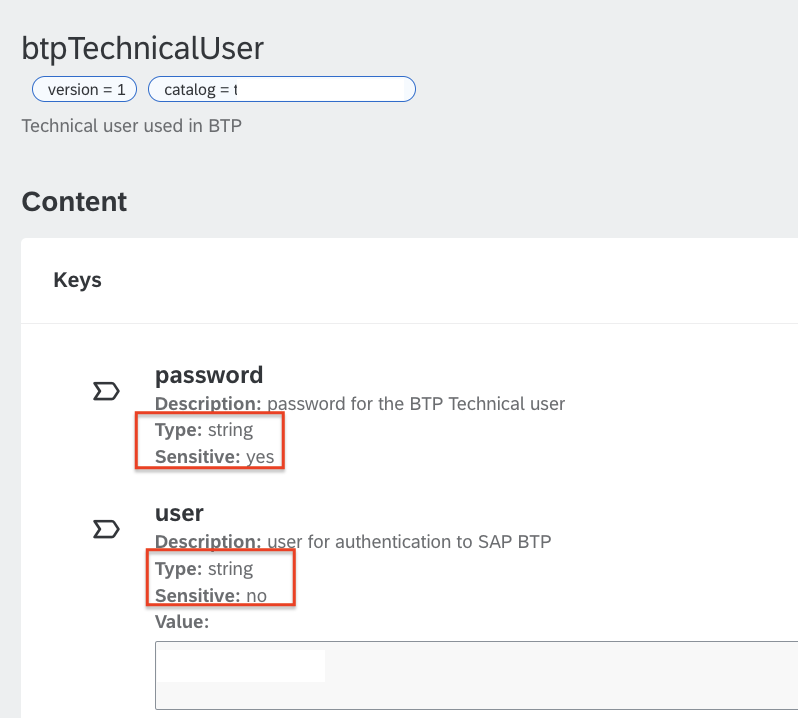 btpTechnicalUser
version = 1 catalog = t
Technical user used in BTP
Content
Keys
password
Description: password for the BTP Technical user
Type: string
Sensitive: yes
user
Description: user for authentication to SAP BTP
Type: string
Sensitive: no
Value: